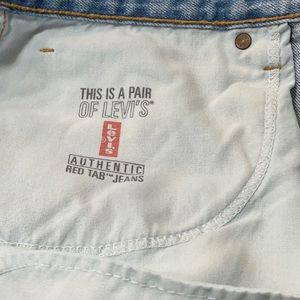 THIS IS A PAIR
OF LEVI'S®
Levi's
AUTHENTIC
RED TAB™ JEANS